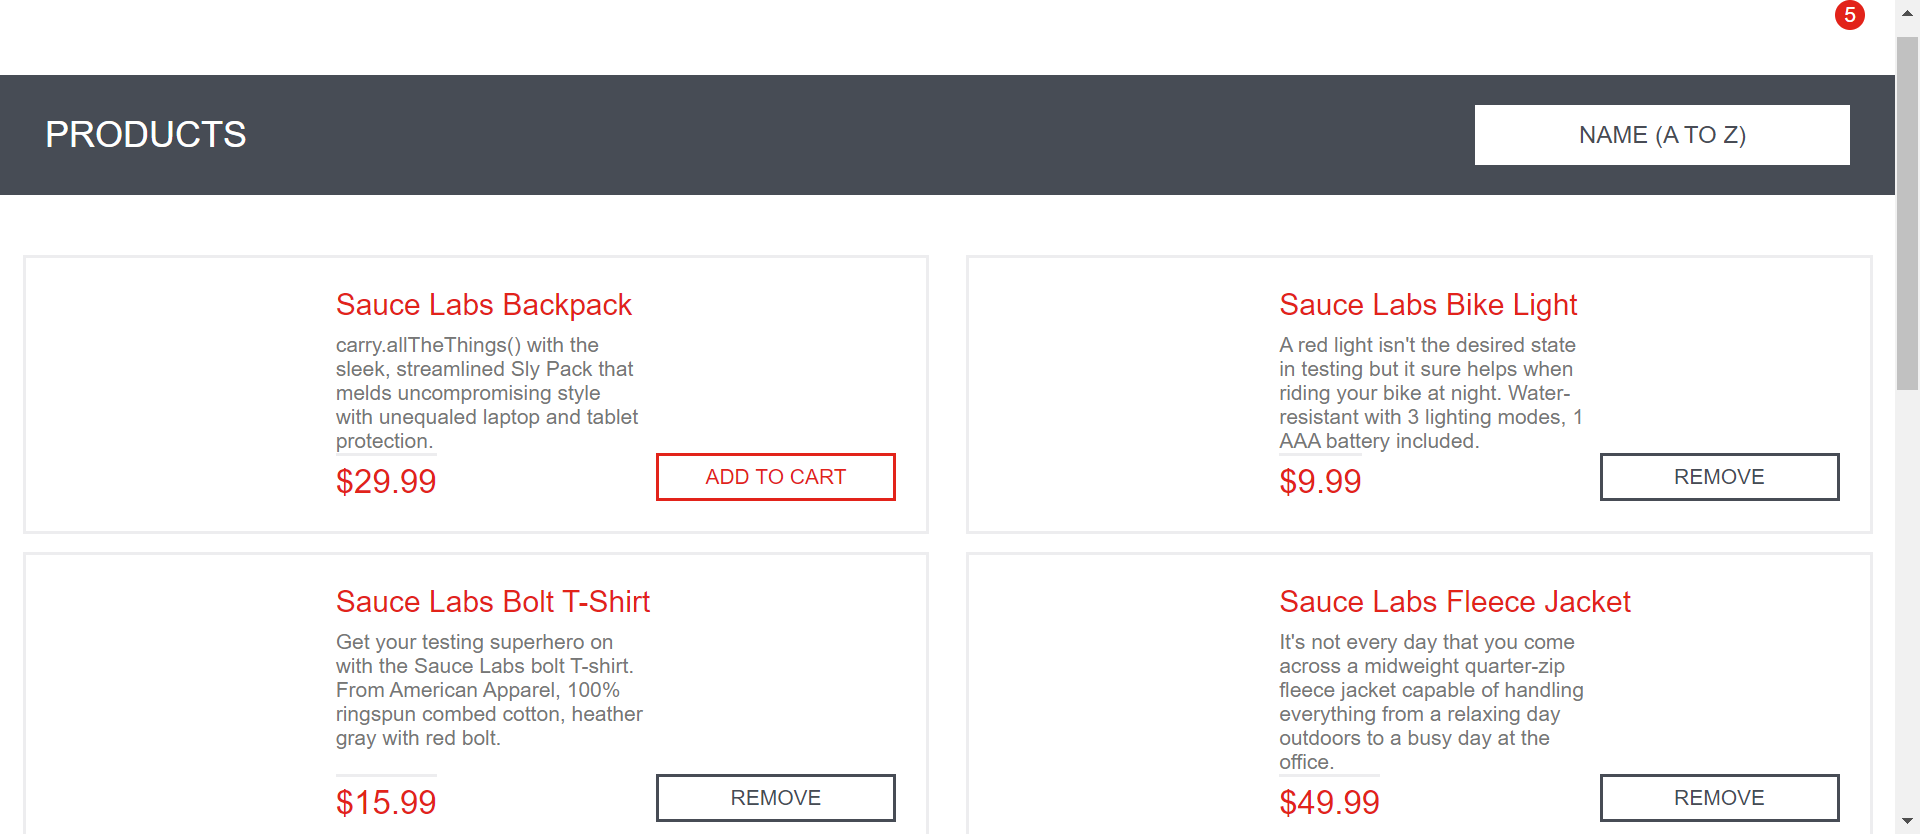 5
PRODUCTS
NAME (A TO Z)
Sauce Labs Backpack
carry.allTheThings() with the
sleek, streamlined Sly Pack that
melds uncompromising style
with unequaled laptop and tablet
protection.
$29.99
ADD TO CART
Sauce Labs Bike Light
A red light isn't the desired state
in testing but it sure helps when
riding your bike at night. Water-
resistant with 3 lighting modes, 1
AAA battery included.
$9.99
REMOVE
Sauce Labs Bolt T-Shirt
Get your testing superhero on
with the Sauce Labs bolt T-shirt.
From American Apparel, 100%
ringspun combed cotton, heather
gray with red bolt.
$15.99
REMOVE
Sauce Labs Fleece Jacket
It's not every day that you come
across a midweight quarter-zip
fleece jacket capable of handling
everything from a relaxing day
outdoors to a busy day at the
office.
$49.99
REMOVE